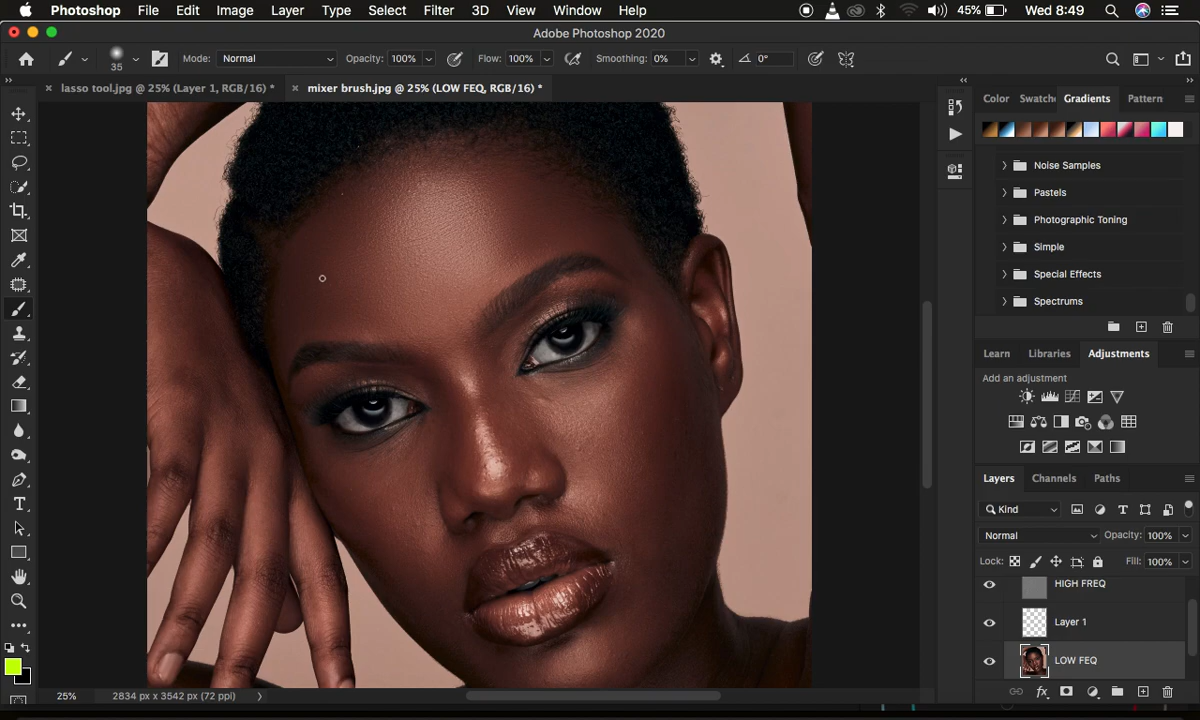 Photoshop File Edit Image Layer Type Select Filter 3D View Window Help 45% Wed 8:49
Adobe Photoshop 2020
35 Mode: Normal Opacity: 100% Flow: 100% Smoothing: 0% 0°
lasso tool.jpg @ 25% (Layer 1, RGB/16) * mixer brush.jpg @ 25% (LOW FEQ, RGB/16) *
Color Swatche Gradients Pattern
Noise Samples
Pastels
Photographic Toning
Simple
Special Effects
Spectrums
Learn Libraries Adjustments
Add an adjustment
Layers Channels Paths
Kind
Normal Opacity: 100%
Lock: Fill: 100%
HIGH FREQ
Layer 1
LOW FEQ
25% 2834 px x 3542 px (72 ppi)
fx